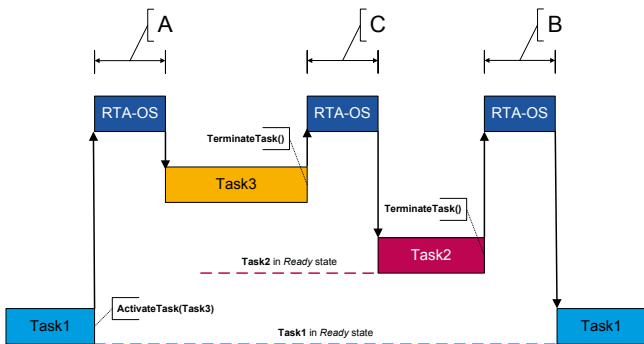 A
C
B
RTA-OS
RTA-OS
RTA-OS
TerminateTask()
Task3
TerminateTask()
Task2
Task2 in Ready state
ActivateTask(Task3)
Task1
Task1
Task1 in Ready state